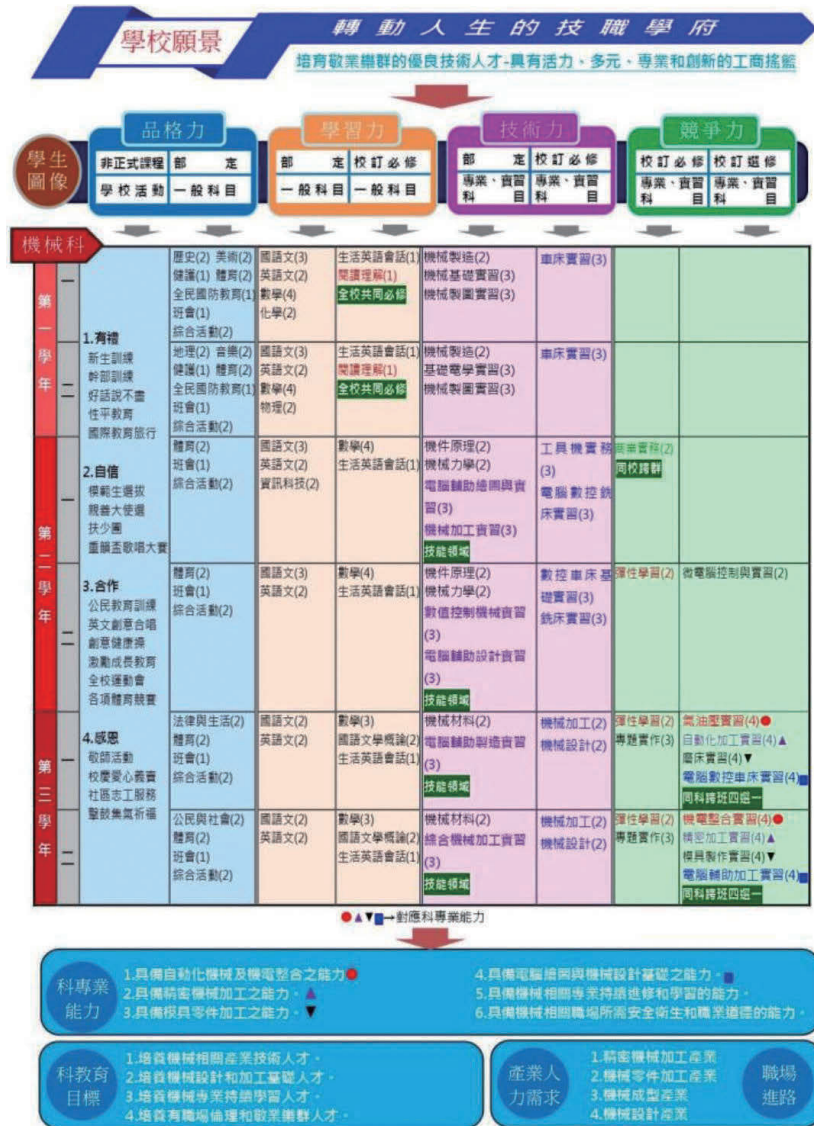 學校願景
轉動人生的技職學府
培育敬業樂群的優良技術人才-具有活力、多元、專業和創新的工商搖籃
學生圖像
品格力
學習力
技術力
競爭力
非正式課程 部定
學校活動 一般科目
部定 校訂必修
一般科目 一般科目
部定 校訂必修
專業、實習科目 專業、實習科目
校訂必修 校訂選修
專業、實習科目 專業、實習科目
機械科
1.有禮
新生訓練
幹部訓練
好話說不盡
性平教育
國際教育旅行
2.自信
模範生選拔
親善大使選
扶少團
重韻盃歌唱大賽
3.合作
公民教育訓練
英文創意合唱
創意健康操
激勵成長教育
全校運動會
各項體育競賽
4.感恩
敬師活動
校慶愛心義賣
社區志工服務
擊鼓集氣祈福
第一學年
一
歷史(2) 美術(2)
健護(1) 體育(2)
全民國防教育(1)
班會(1)
綜合活動(2)
國語文(3)
英語文(2)
數學(4)
化學(2)
生活英語會話(1)
閱讀理解(1)
全校共同必修
機械製造(2)
機械基礎實習(3)
機械製圖實習(3)
車床實習(3)
二
地理(2) 音樂(2)
健護(1) 體育(2)
全民國防教育(1)
班會(1)
綜合活動(2)
國語文(3)
英語文(2)
數學(4)
物理(2)
生活英語會話(1)
閱讀理解(1)
全校共同必修
機械製造(2)
基礎電學實習(3)
機械製圖實習(3)
車床實習(3)
第二學年
一
體育(2)
班會(1)
綜合活動(2)
國語文(3)
英語文(2)
資訊科技(2)
數學(4)
生活英語會話(1)
機件原理(2)
機械力學(2)
電腦輔助繪圖與實
習(3)
機械加工實習(3)
技能領域
工具機實務
(3)
電腦數控銑
床實習(3)
商業實務(2)
同校跨群
二
體育(2)
班會(1)
綜合活動(2)
國語文(3)
英語文(2)
數學(4)
生活英語會話(1)
機件原理(2)
機械力學(2)
數值控制機械實習
(3)
電腦輔助設計實習
(3)
技能領域
數控車床基
礎實習(3)
銑床實習(3)
彈性學習(2)
微電腦控制與實習(2)
第三學年
一
法律與生活(2)
體育(2)
班會(1)
綜合活動(2)
國語文(2)
英語文(2)
數學(3)
國語文學概論(2)
生活英語會話(1)
機械材料(2)
電腦輔助製造實習
(3)
技能領域
機械加工(2)
機械設計(2)
彈性學習(2)
專題實作(3)
氣油壓實習(4)●
自動化加工實習(4)▲
磨床實習(4)▼
電腦數控車床實習(4)■
同科跨班四選一
二
公民與社會(2)
體育(2)
班會(1)
綜合活動(2)
國語文(2)
英語文(2)
數學(3)
國語文學概論(2)
生活英語會話(1)
機械材料(2)
綜合機械加工實習
(3)
技能領域
機械加工(2)
機械設計(2)
彈性學習(2)
專題實作(3)
機電整合實習(4)●
精密加工實習(4)▲
模具製作實習(4)▼
電腦輔助加工實習(4)■
同科跨班四選一
●▲▼■→對應科專業能力
科專業能力
1.具備自動化機械及機電整合之能力●
2.具備精密機械加工之能力。▲
3.具備模具零件加工之能力。▼
4.具備電腦繪圖與機械設計基礎之能力。■
5.具備機械相關專業持續進修和學習的能力。
6.具備機械相關職場所需安全衛生和職業道德的能力。
科教育目標
1.培養機械相關產業技術人才。
2.培養機械設計和加工基礎人才。
3.培養機械專業持續學習人才。
4.培養有職場倫理和敬業樂群人才。
產業人力需求
1.精密機械加工產業
2.機械零件加工產業
3.機械成型產業
4.機械設計產業
職場進路